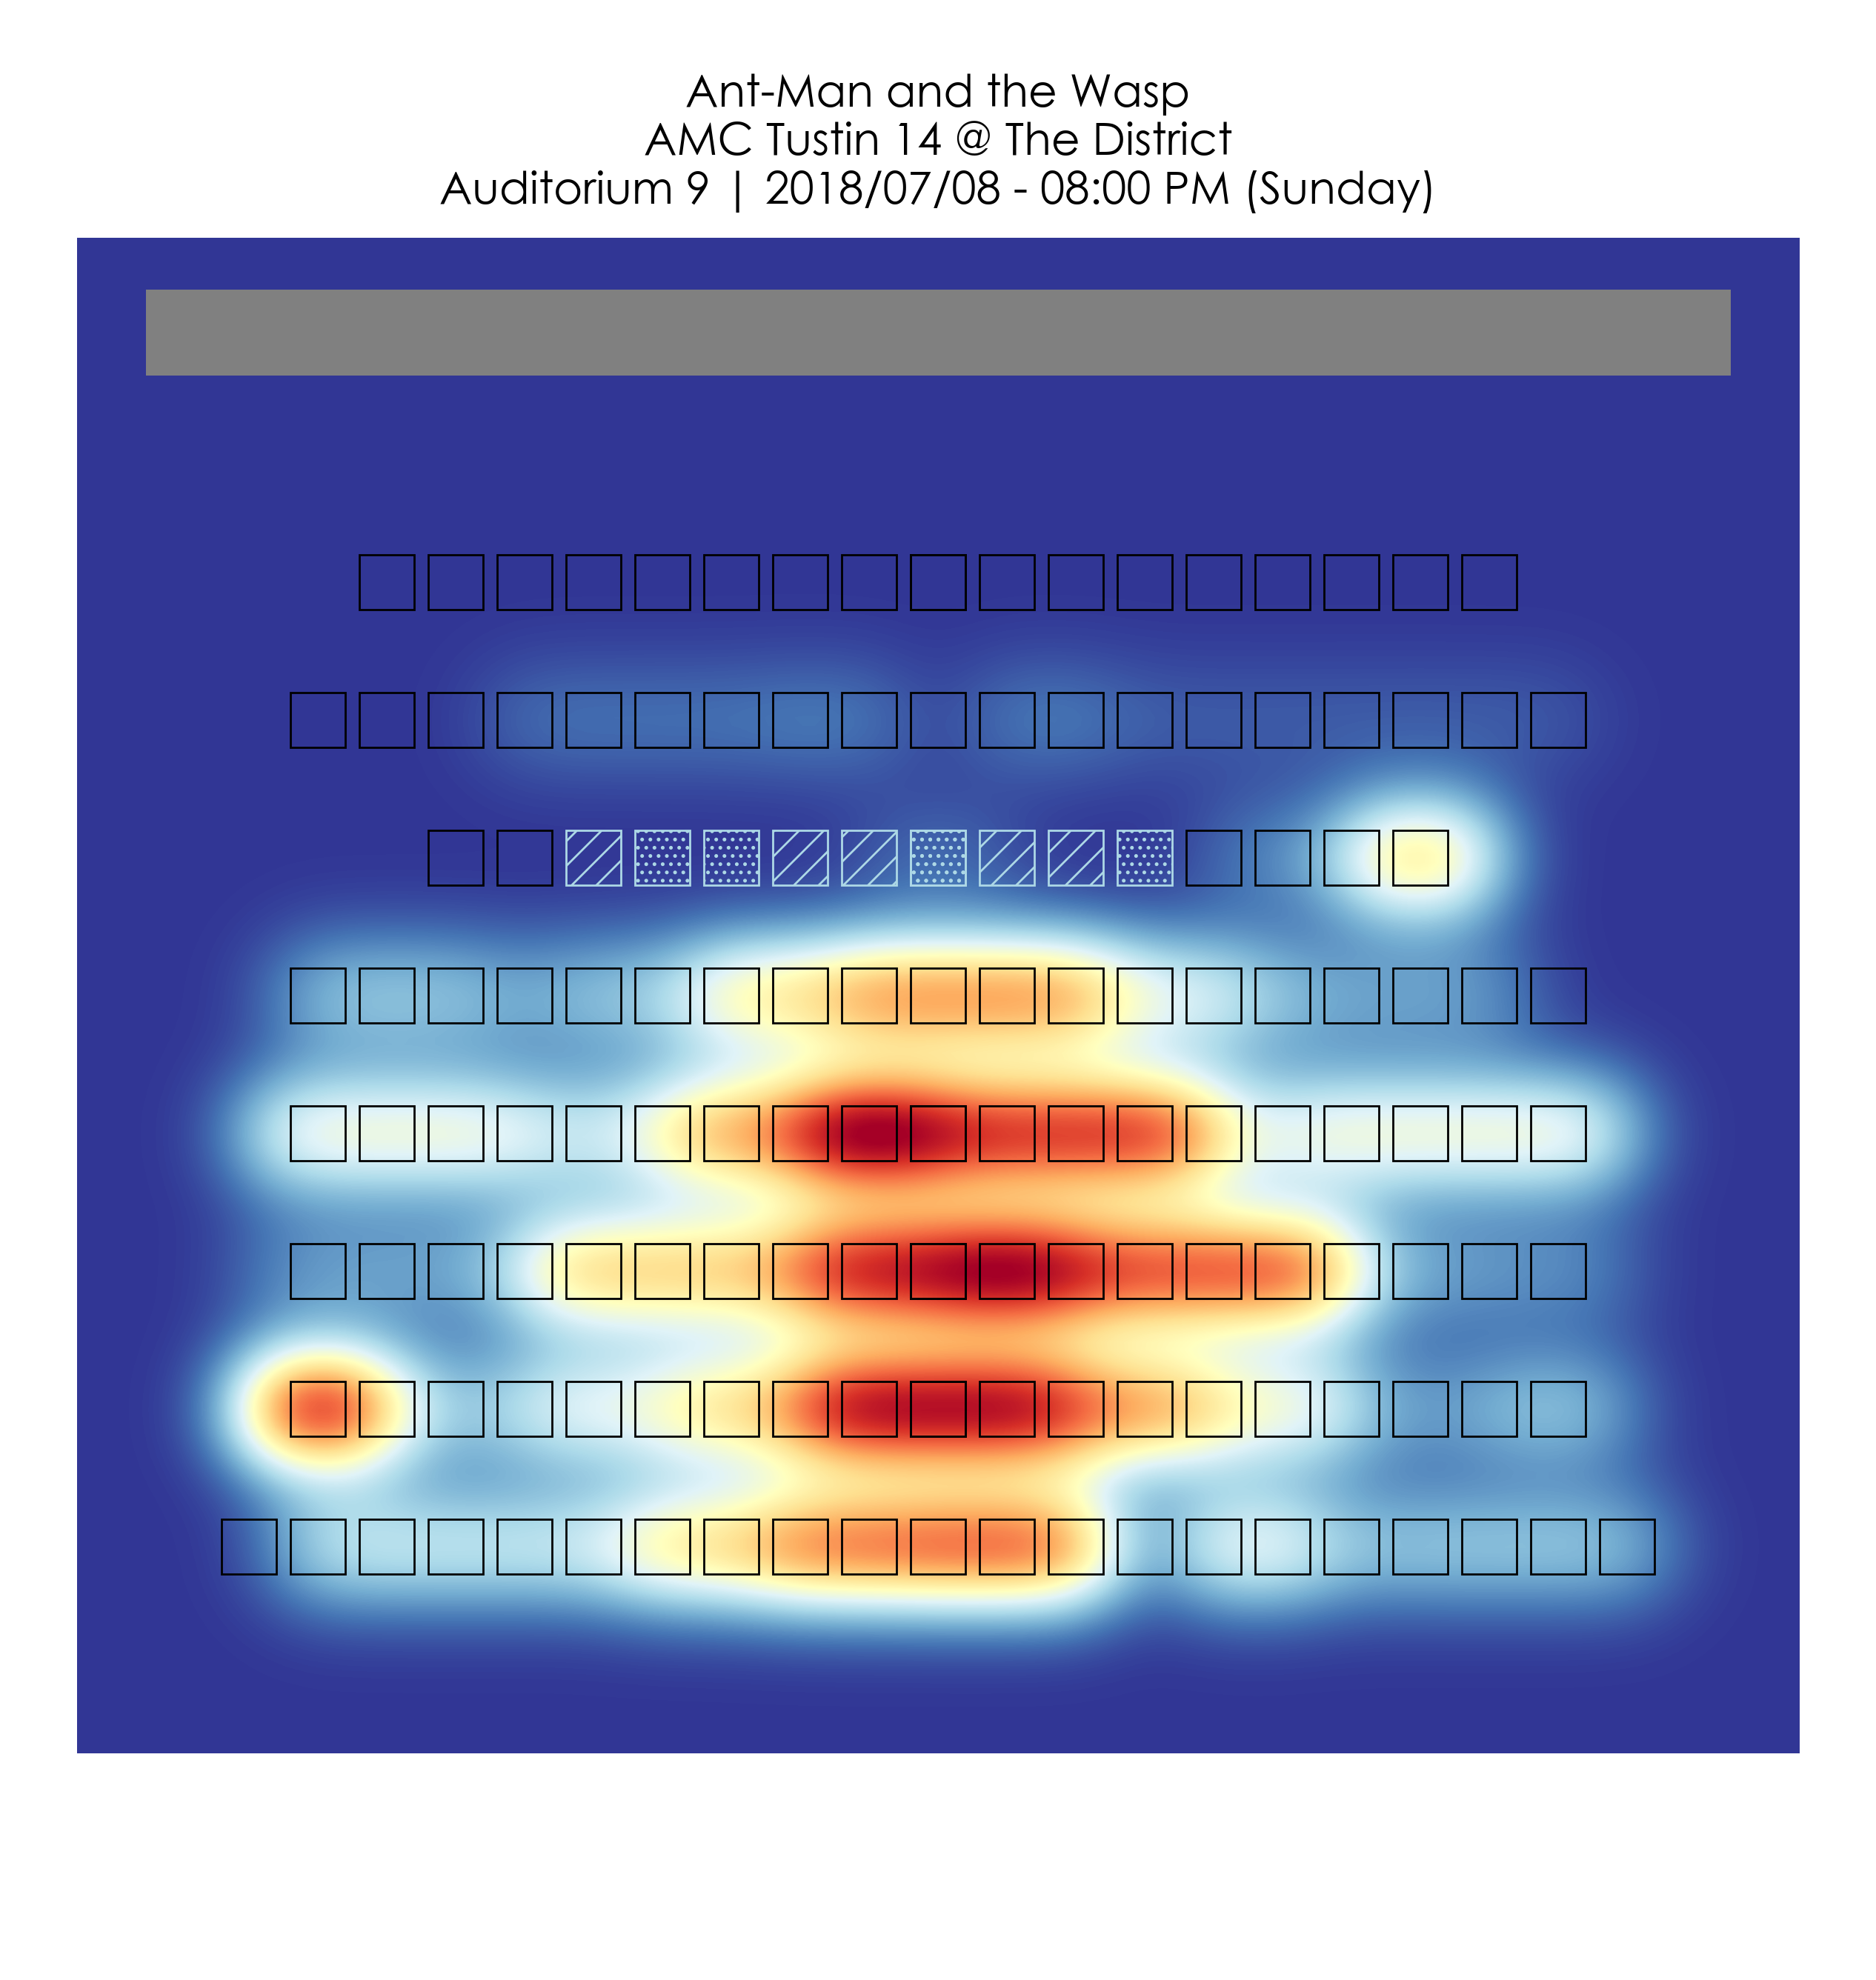 Ant-Man and the Wasp
AMC Tustin 14 @ The District
Auditorium 9 | 2018/07/08 - 08:00 PM (Sunday)